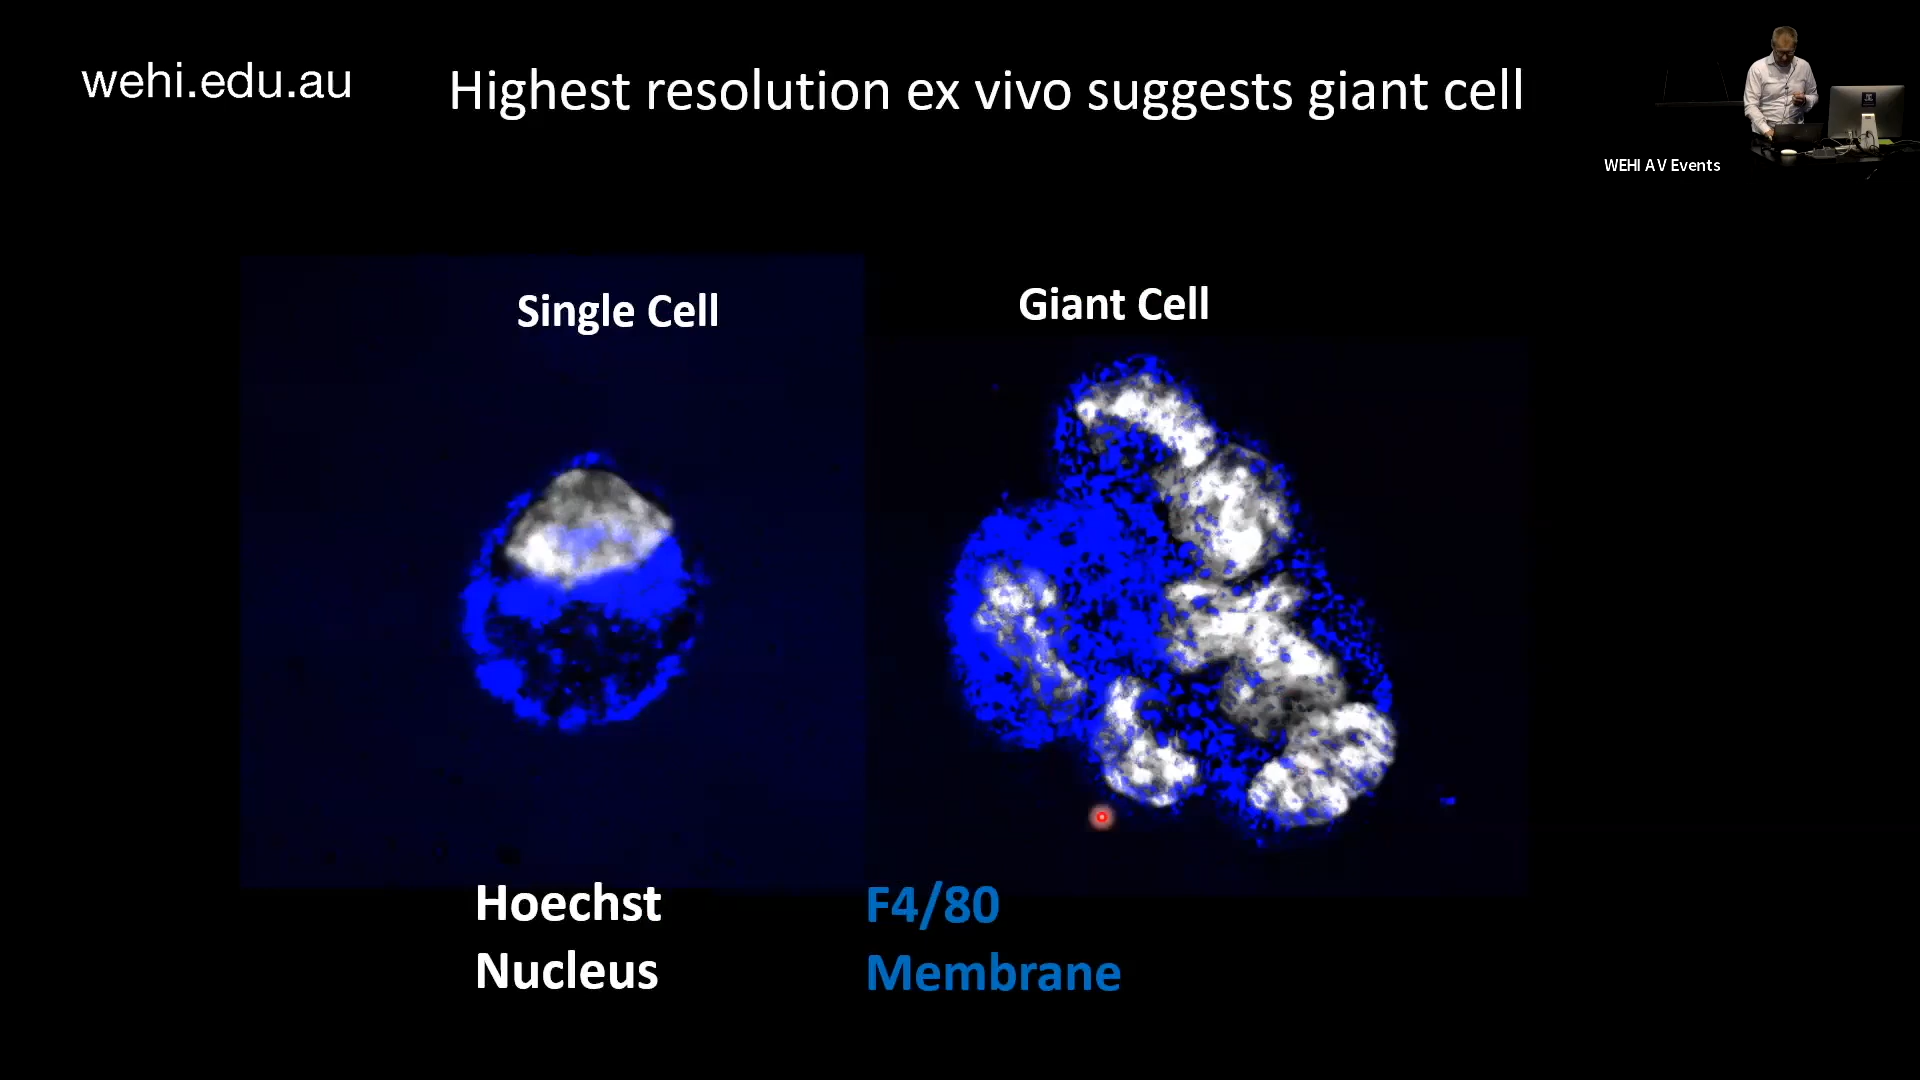 wehi.edu.au
Highest resolution ex vivo suggests giant cell
WEHI AV Events
Single Cell
Giant Cell
Hoechst
Nucleus
F4/80
Membrane